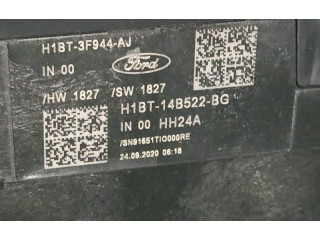 H1BT-3F944-AJ
IN 00
Ford
/HW 1827 /SW 1827
H1BT-14B522-BG
IN 00 HH24A
/SN91651TIO000RE
24.09.2020 06:18